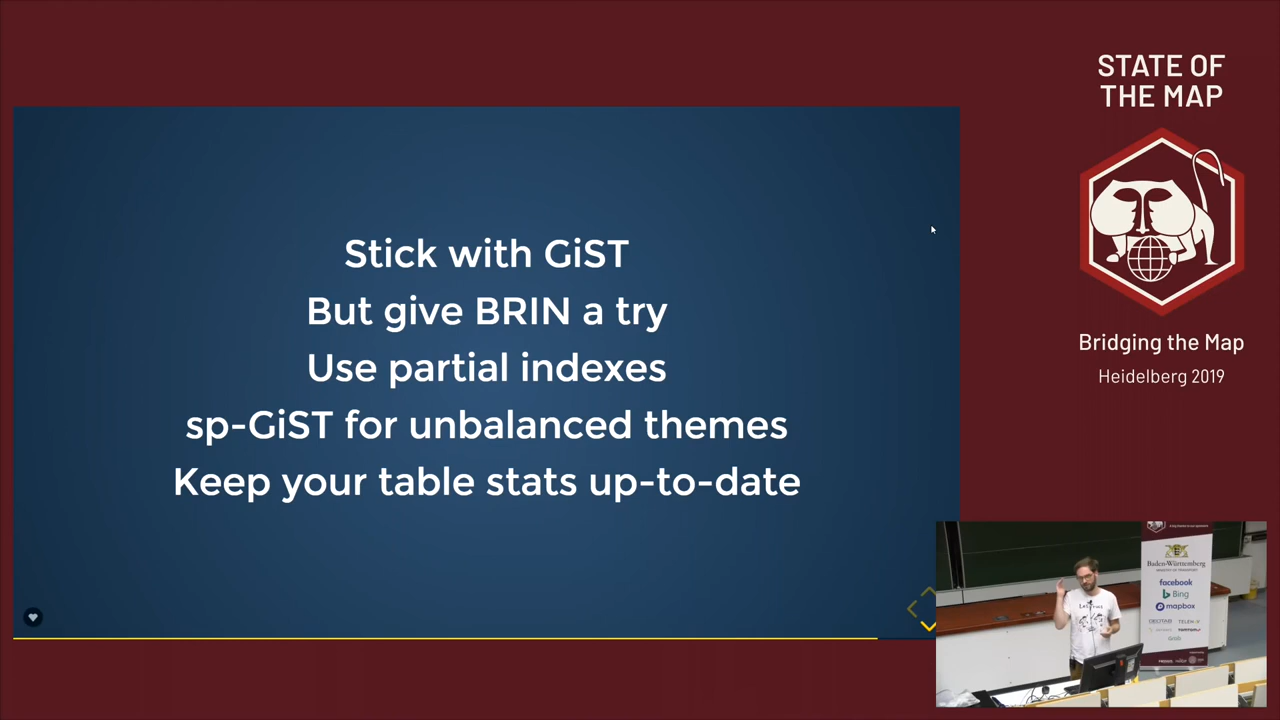 STATE OF
THE MAP
Bridging the Map
Heidelberg 2019
Stick with GiST
But give BRIN a try
Use partial indexes
sp-GiST for unbalanced themes
Keep your table stats up-to-date
Baden-Württemberg
facebook
Bing
mapbox